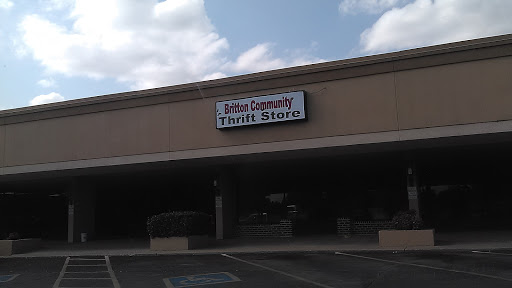 Britton Community
Thrift Store